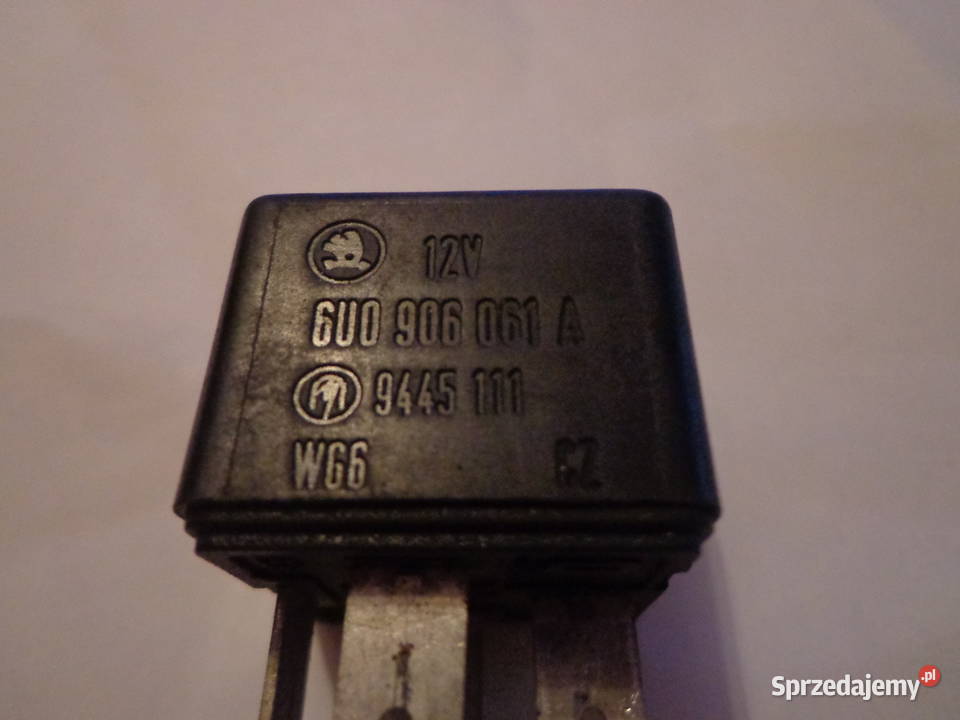 12V
6U0 906 061 A
9445 111
WG6 CZ
Sprzedajemy.pl